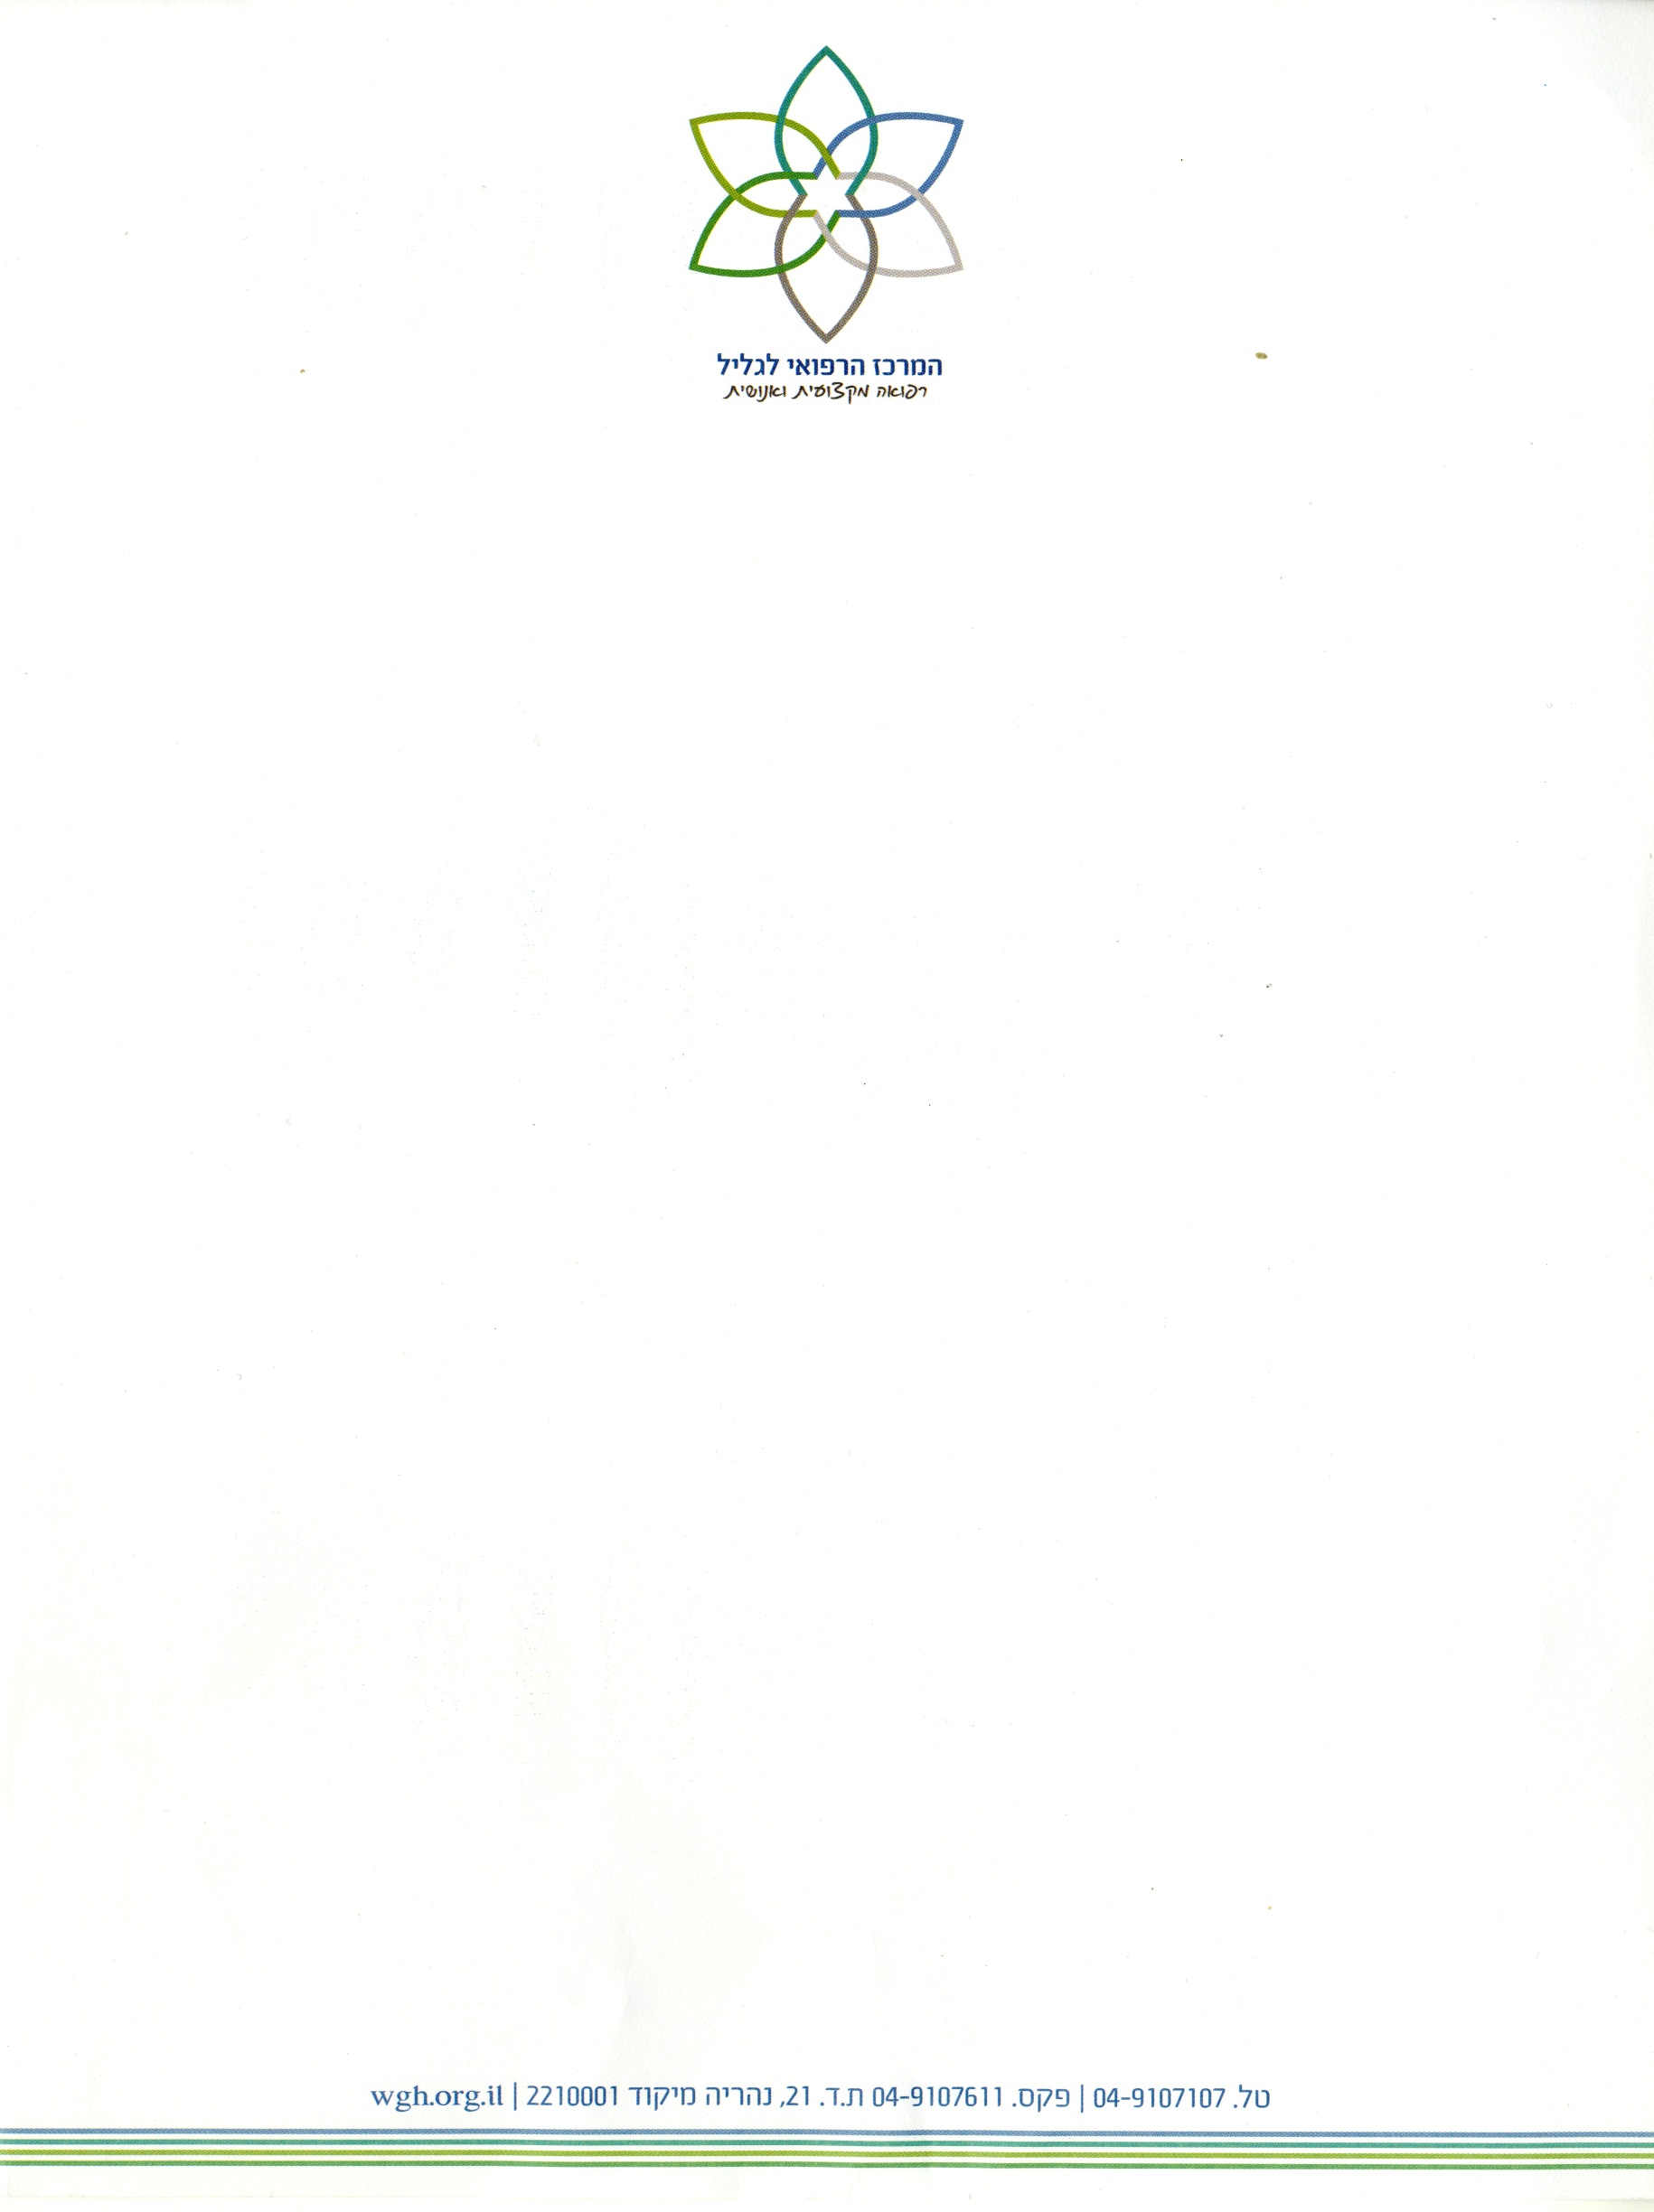 המרכז הרפואי לגליל
רפואה מקצועית ואנושית
טל. 04-9107107 | פקס. 04-9107611 ת.ד. 21, נהריה מיקוד 2210001 | wgh.org.il